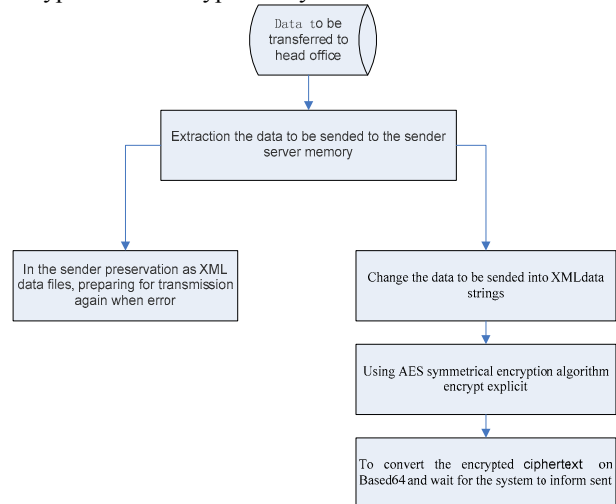 Data to be
transferred to
head office
Extraction the data to be sended to the sender
server memory
In the sender preservation as XML
data files, preparing for transmission
again when error
Change the data to be sended into XMLdata
strings
Using AES symmetrical encryption algorithm
encrypt explicit
To convert the encrypted ciphertext on
Based64 and wait for the system to inform sent